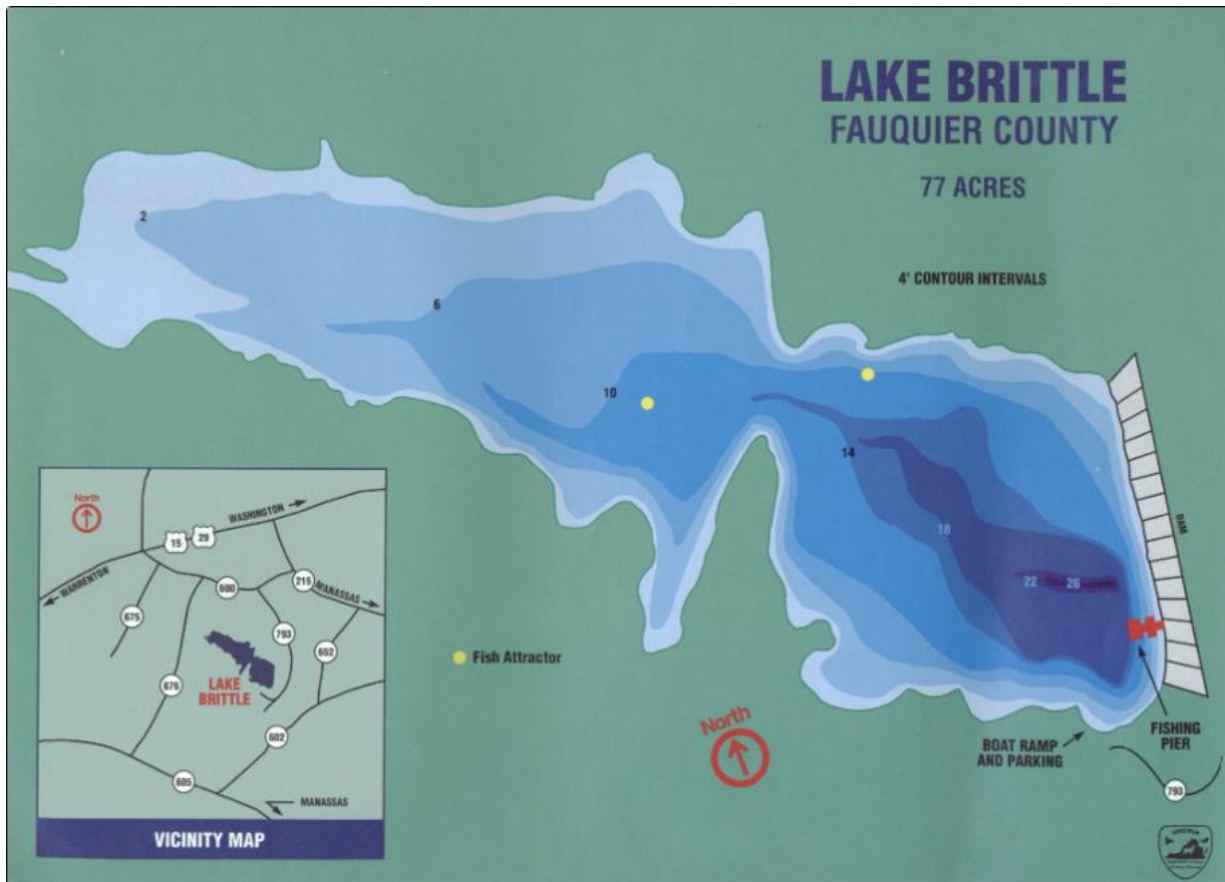 LAKE BRITTLE
FAUQUIER COUNTY
77 ACRES
4' CONTOUR INTERVALS
2
6
10
14
18
22
26
DAM
Fish Attractor
North
BOAT RAMP
AND PARKING
FISHING
PIER
793
North
WASHINGTON
15
29
WARRENTON
600
215
MANASSAS
675
793
652
676
LAKE
BRITTLE
602
605
MANASSAS
VICINITY MAP
VIRGINIA